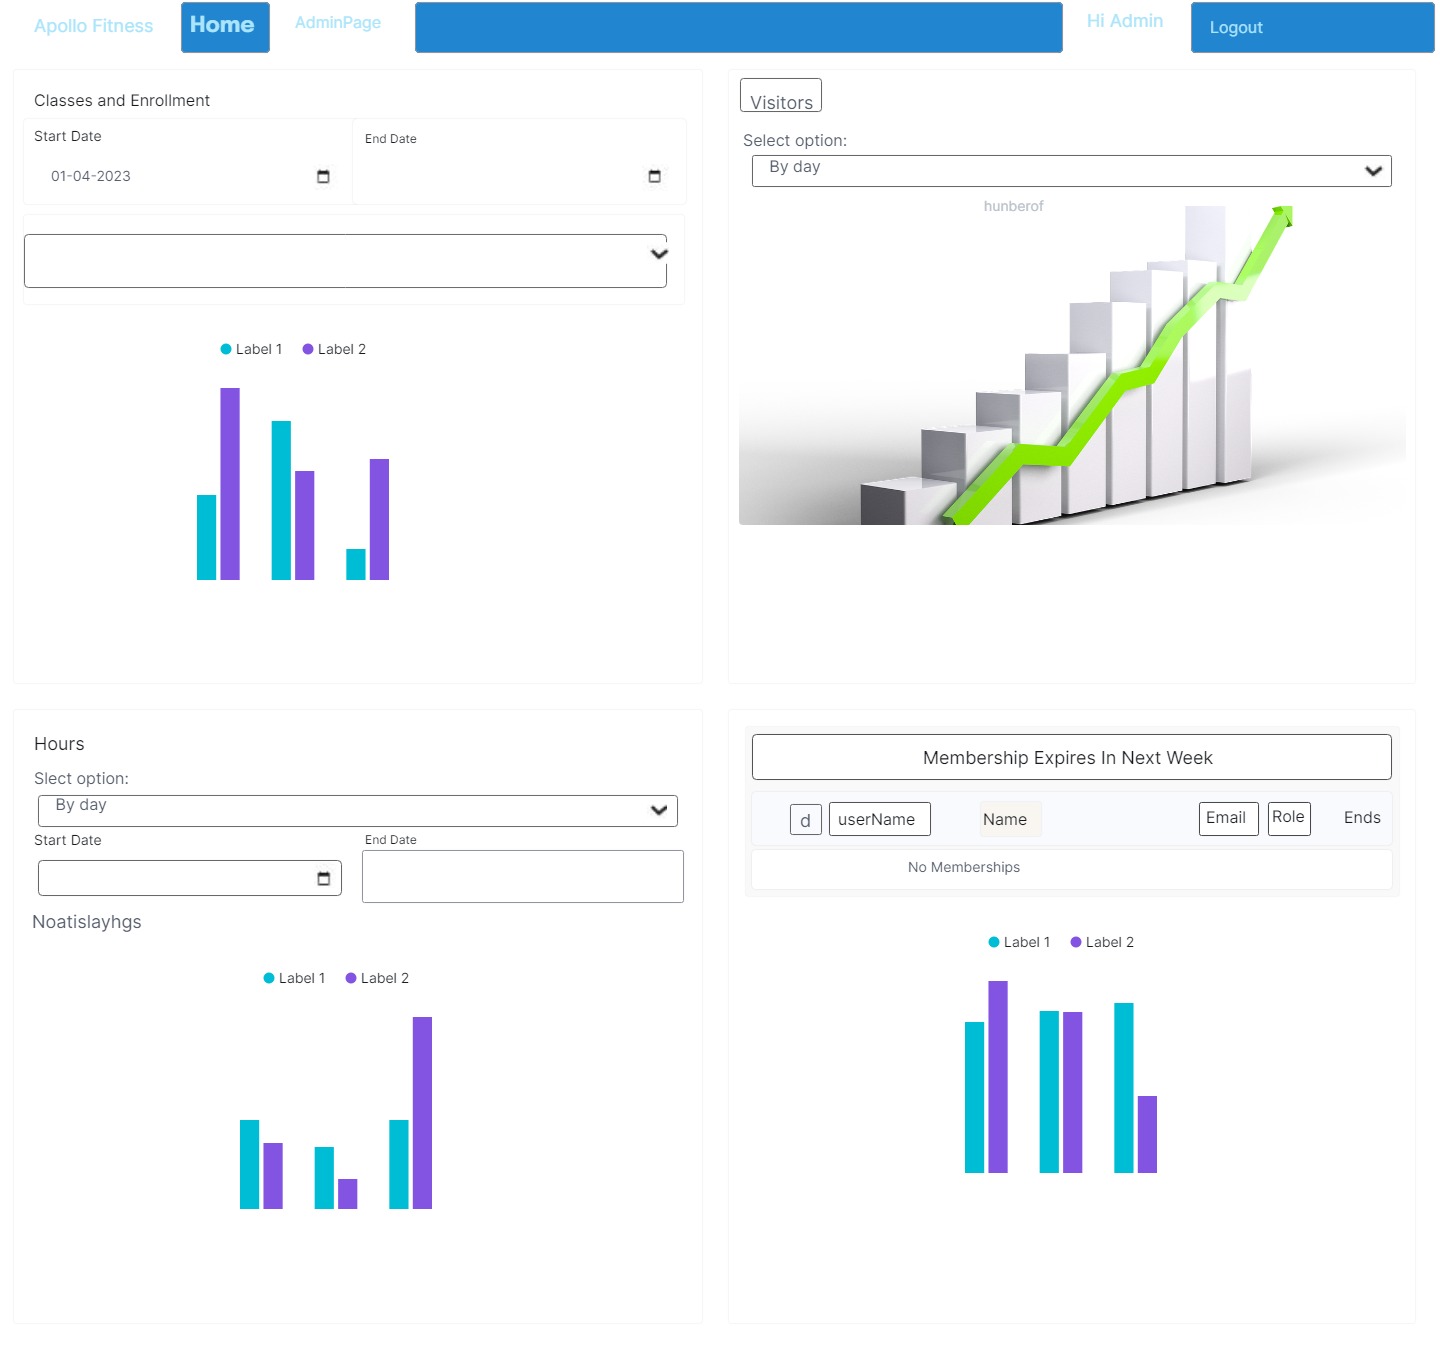 Apollo Fitness Home AdminPage Hi Admin Logout
Classes and Enrollment
Start Date End Date
01-04-2023
Label 1 Label 2
Visitors
Select option:
By day
hunberof
Hours
Slect option:
By day
Start Date End Date
Noatislayhgs
Label 1 Label 2
Membership Expires In Next Week
d userName Name Email Role Ends
No Memberships
Label 1 Label 2